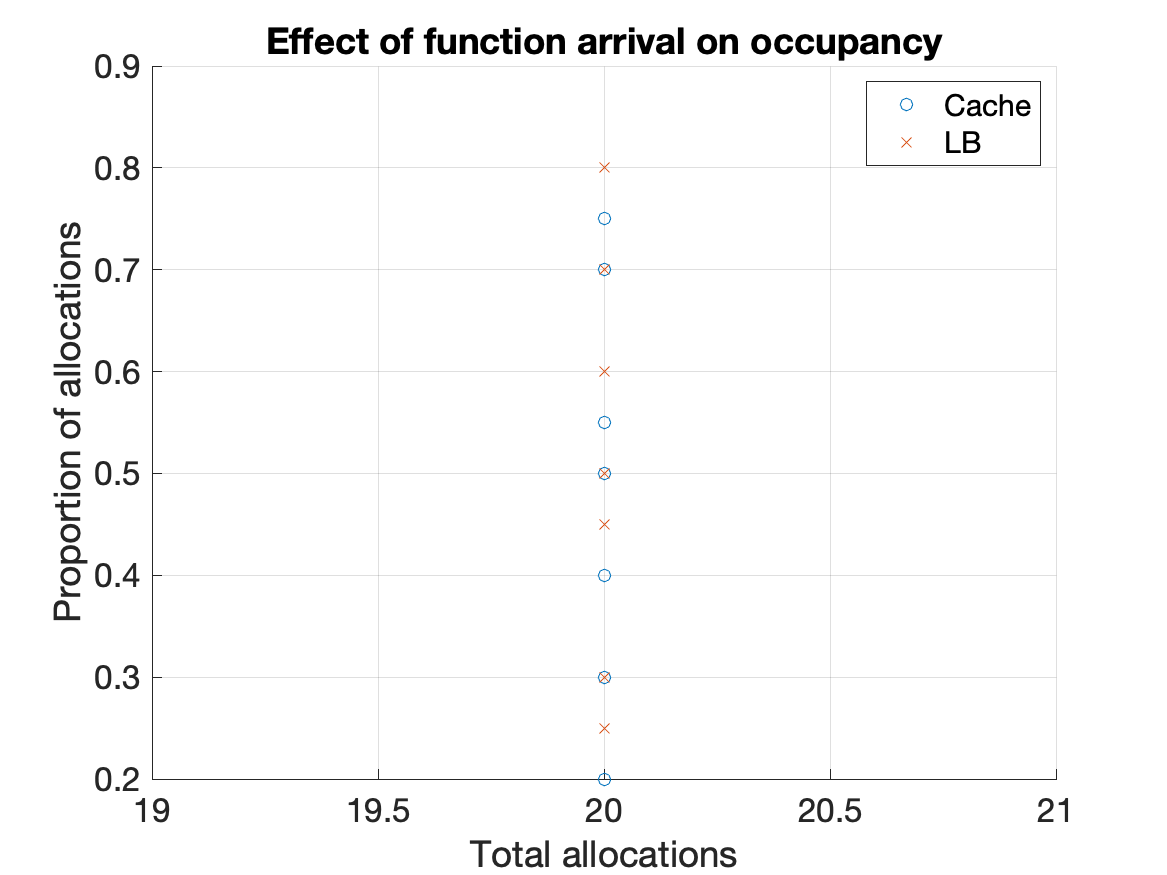 Effect of function arrival on occupancy
0.9
0.8
0.7
0.6
0.5
0.4
0.3
0.2
Proportion of allocations
Cache
LB
19
19.5
20
20.5
21
Total allocations